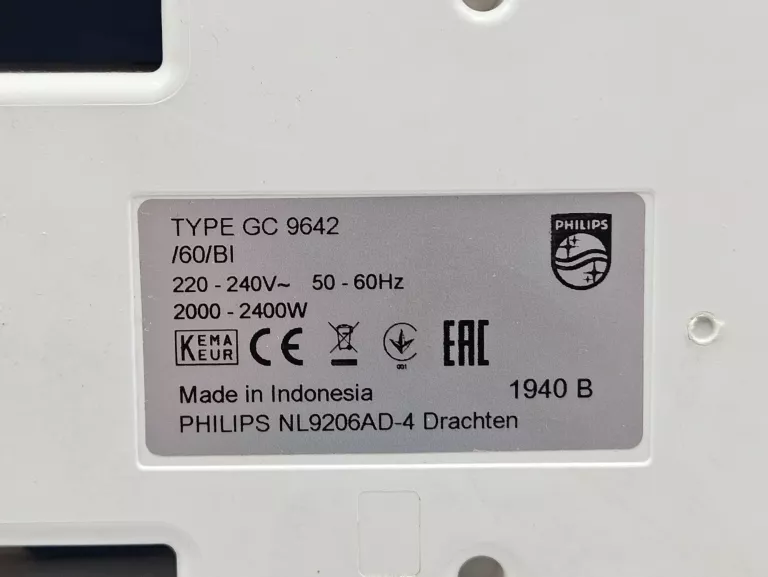 TYPE GC 9642
/60/BI
PHILIPS
220 - 240V~ 50 - 60Hz
2000 - 2400W
KEMA KEUR CE EAC
001
Made in Indonesia 1940 B
PHILIPS NL9206AD-4 Drachten